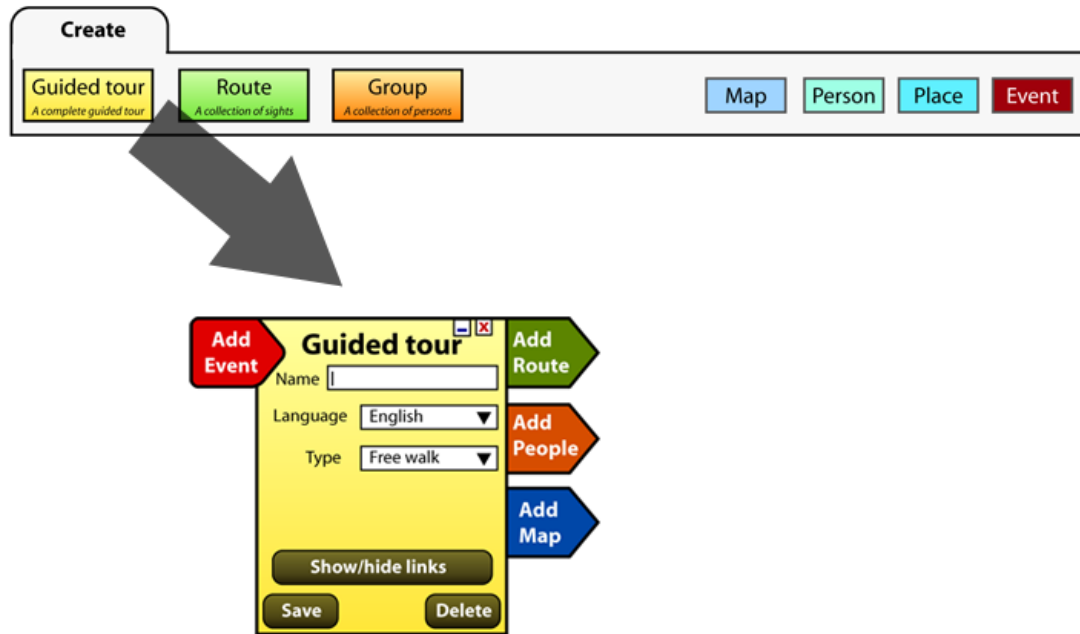 Create
Guided tour
A complete guided tour
Route
A collection of sights
Group
A collection of persons
Map
Person
Place
Event
Add
Event
Guided tour
Name
Language
English
Type
Free walk
Show/hide links
Save
Delete
Add
Route
Add
People
Add
Map